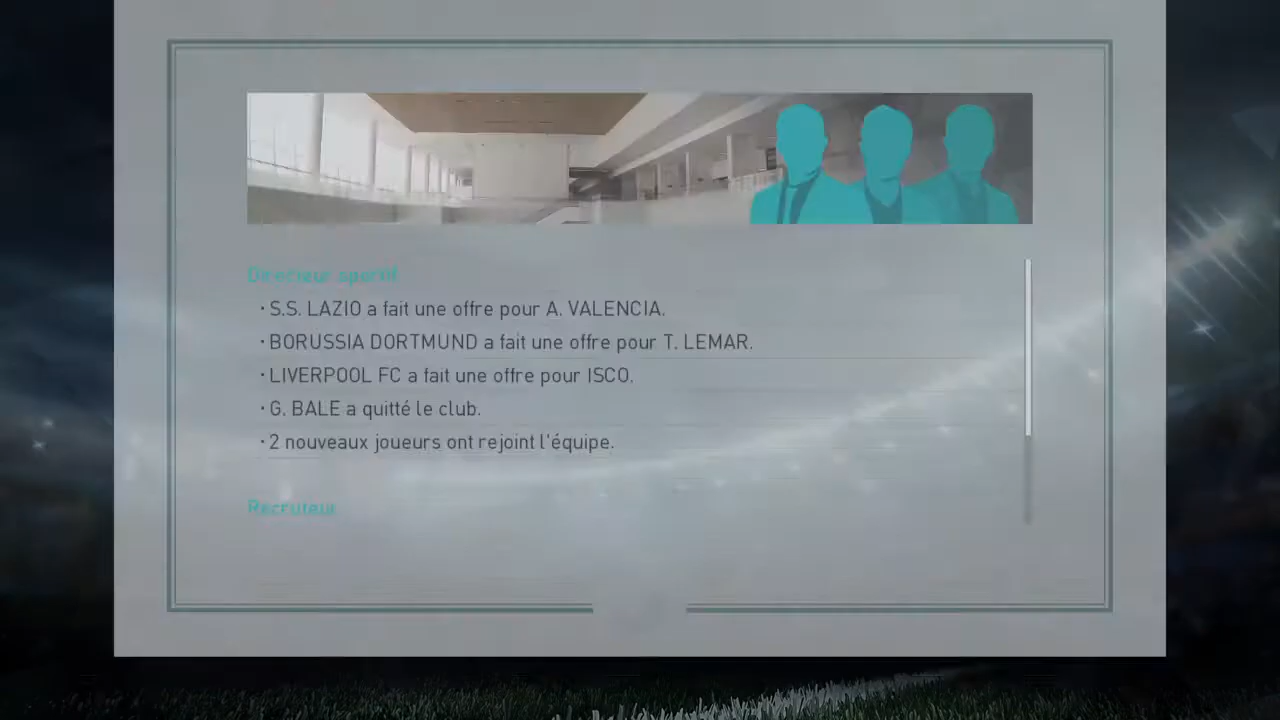 Directeur sportif
· S.S. LAZIO a fait une offre pour A. VALENCIA.
· BORUSSIA DORTMUND a fait une offre pour T. LEMAR.
· LIVERPOOL FC a fait une offre pour ISCO.
· G. BALE a quitté le club.
· 2 nouveaux joueurs ont rejoint l'équipe.
Recruteur